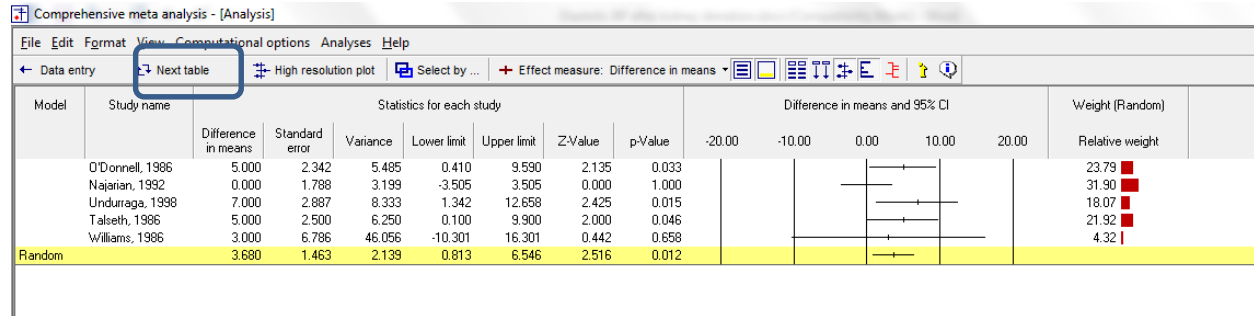 Comprehensive meta analysis - [Analysis]
File Edit Format View Computational options Analyses Help
← Data entry Next table High resolution plot Select by ... + Effect measure: Difference in means
Model Study name Statistics for each study Difference in means and 95% CI Weight (Random)
Difference in means Standard error Variance Lower limit Upper limit Z-Value p-Value -20.00 -10.00 0.00 10.00 20.00 Relative weight
O'Donnell, 1986 5.000 2.342 5.485 0.410 9.590 2.135 0.033 23.79
Najarian, 1992 0.000 1.788 3.199 -3.505 3.505 0.000 1.000 31.90
Undurraga, 1998 7.000 2.887 8.333 1.342 12.658 2.425 0.015 18.07
Talseth, 1986 5.000 2.500 6.250 0.100 9.900 2.000 0.046 21.92
Williams, 1986 3.000 6.786 46.056 -10.301 16.301 0.442 0.658 4.32
Random 3.680 1.463 2.139 0.813 6.546 2.516 0.012